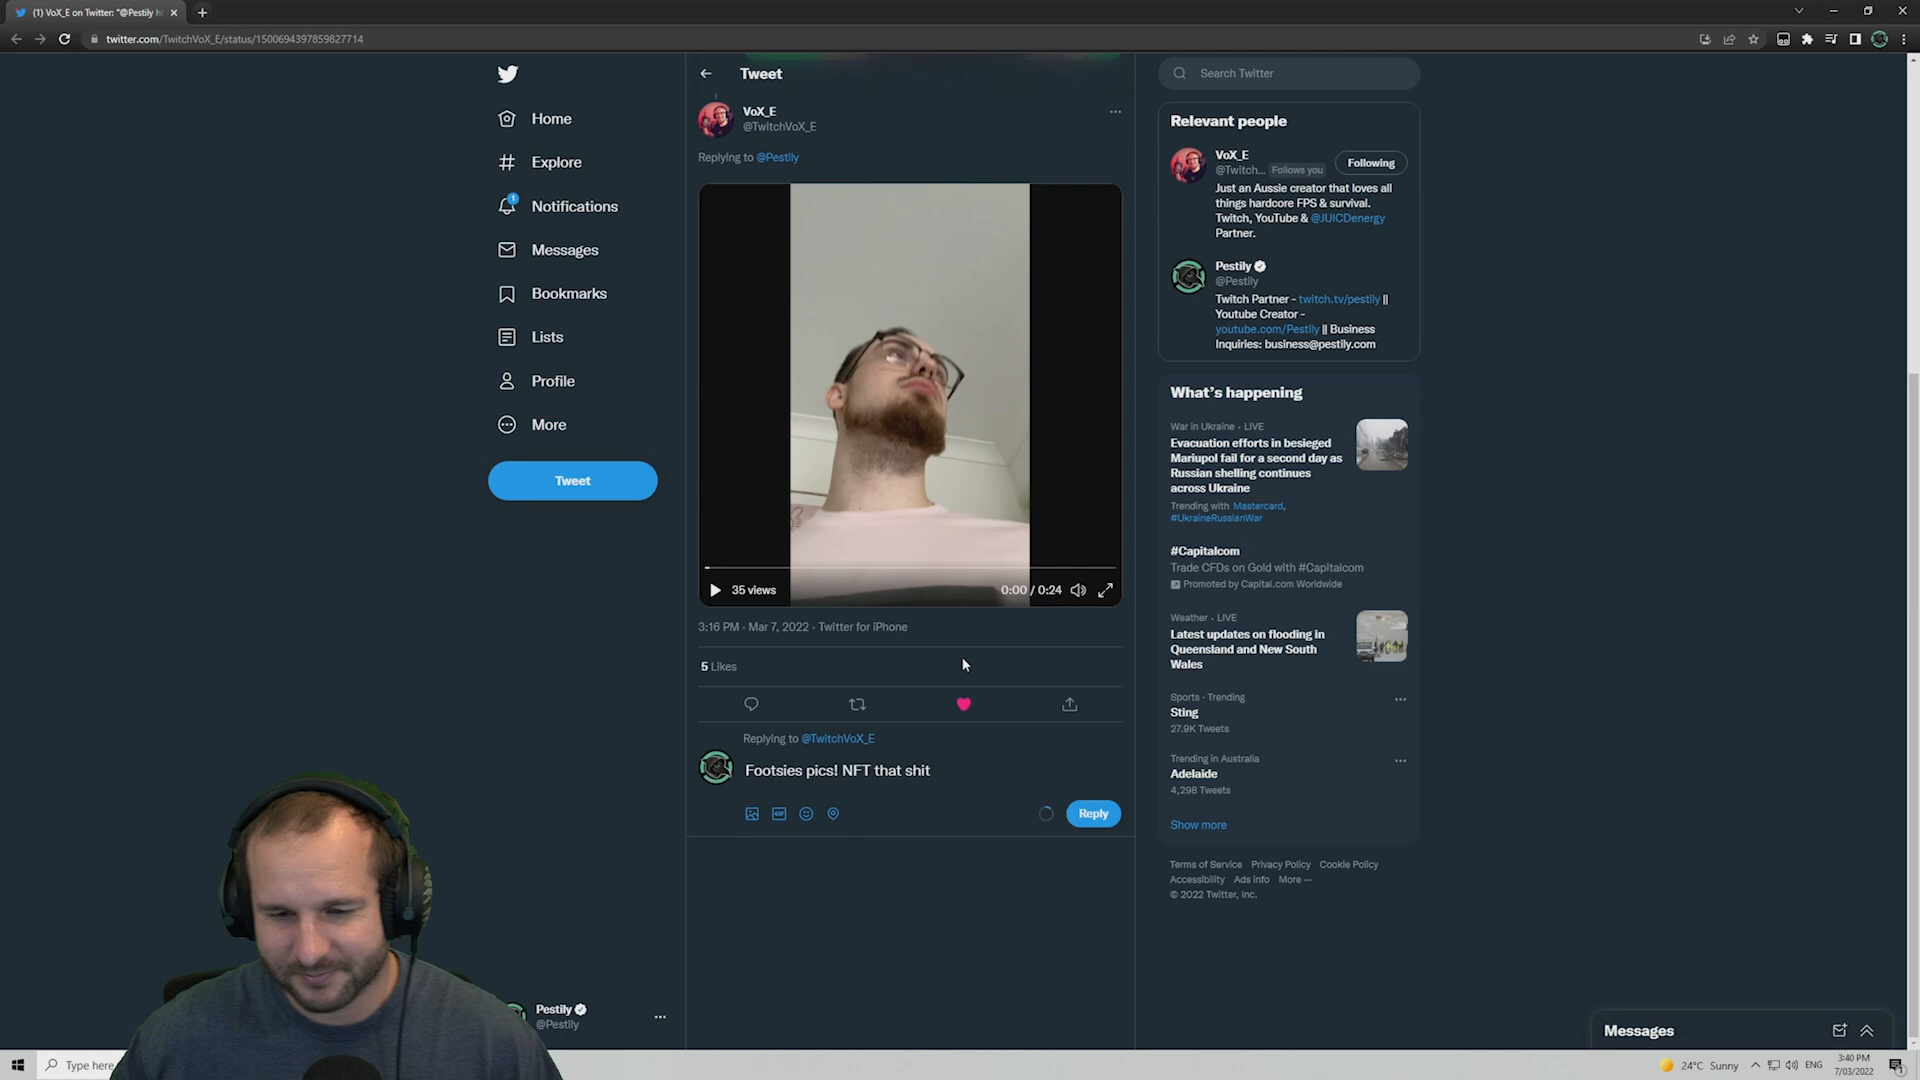 (1) VoX_E on Twitter: "@Pestily h
twitter.com/TwitchVoX_E/status/1500694397859827714
Home
Explore
1
Notifications
Messages
Bookmarks
Lists
Profile
More
Tweet
Pestily
@Pestily
Tweet
VoX_E
@TwitchVoX_E
Replying to @Pestily
35 views
0:00 / 0:24
3:16 PM · Mar 7, 2022 · Twitter for iPhone
5 Likes
Replying to @TwitchVoX_E
Footsies pics! NFT that shit
GIF
Reply
Search Twitter
Relevant people
VoX_E
@Twitch... Follows you
Following
Just an Aussie creator that loves all
things hardcore FPS & survival.
Twitch, YouTube & @JUICDenergy
Partner.
Pestily
@Pestily
Twitch Partner - twitch.tv/pestily ||
Youtube Creator -
youtube.com/Pestily || Business
Inquiries: business@pestily.com
What's happening
War in Ukraine · LIVE
Evacuation efforts in besieged
Mariupol fail for a second day as
Russian shelling continues
across Ukraine
Trending with Mastercard,
#UkraineRussianWar
#Capitalcom
Trade CFDs on Gold with #Capitalcom
Promoted by Capital.com Worldwide
Weather · LIVE
Latest updates on flooding in
Queensland and New South
Wales
Sports · Trending
Sting
27.9K Tweets
Trending in Australia
Adelaide
4,298 Tweets
Show more
Terms of Service Privacy Policy Cookie Policy
Accessibility Ads info More ···
© 2022 Twitter, Inc.
Messages
Type here
24°C Sunny
ENG
3:40 PM
7/03/2022
1